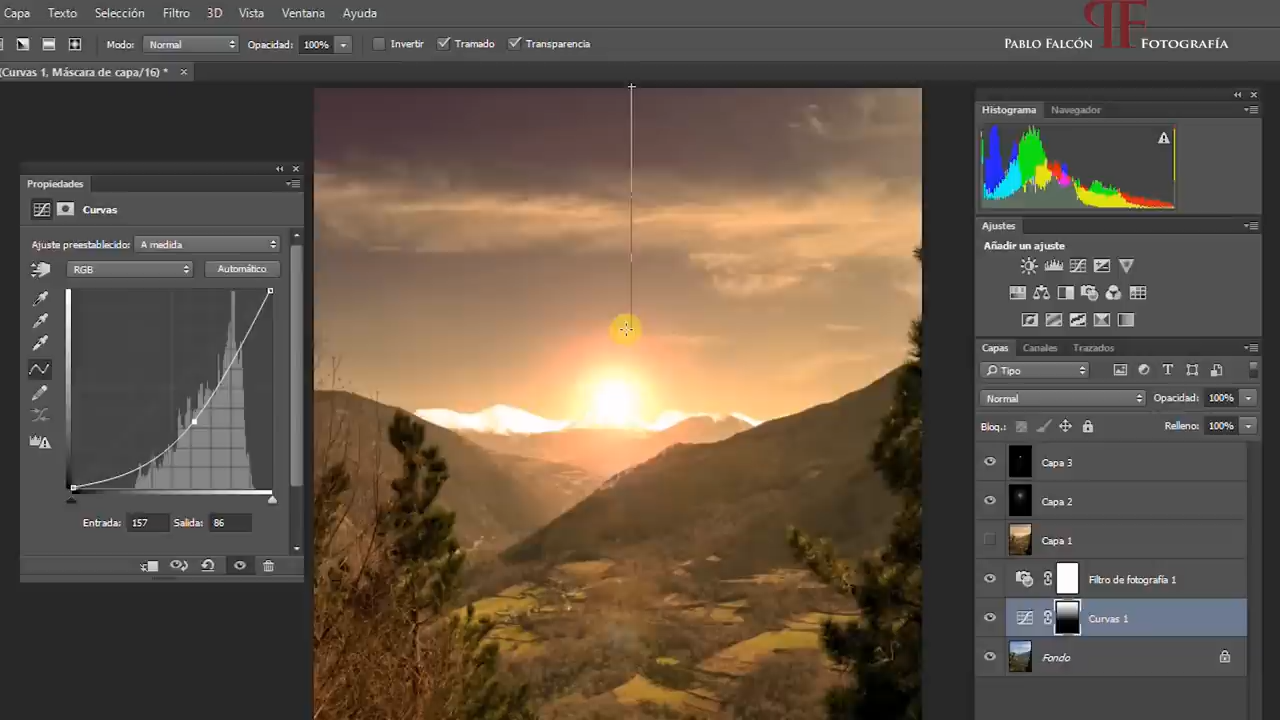 Capa Texto Selección Filtro 3D Vista Ventana Ayuda
Modo: Normal Opacidad: 100% Invertir Tramado Transparencia
PABLO FALCÓN PF FOTOGRAFÍA
(Curvas 1, Máscara de capa/16) * ×
Histograma Navegador
Propiedades
Curvas
Ajuste preestablecido: A medida
RGB Automático
Entrada: 157 Salida: 86
Ajustes
Añadir un ajuste
Capas Canales Trazados
Tipo
Normal Opacidad: 100%
Bloq.: Relleno: 100%
Capa 3
Capa 2
Capa 1
Filtro de fotografía 1
Curvas 1
Fondo